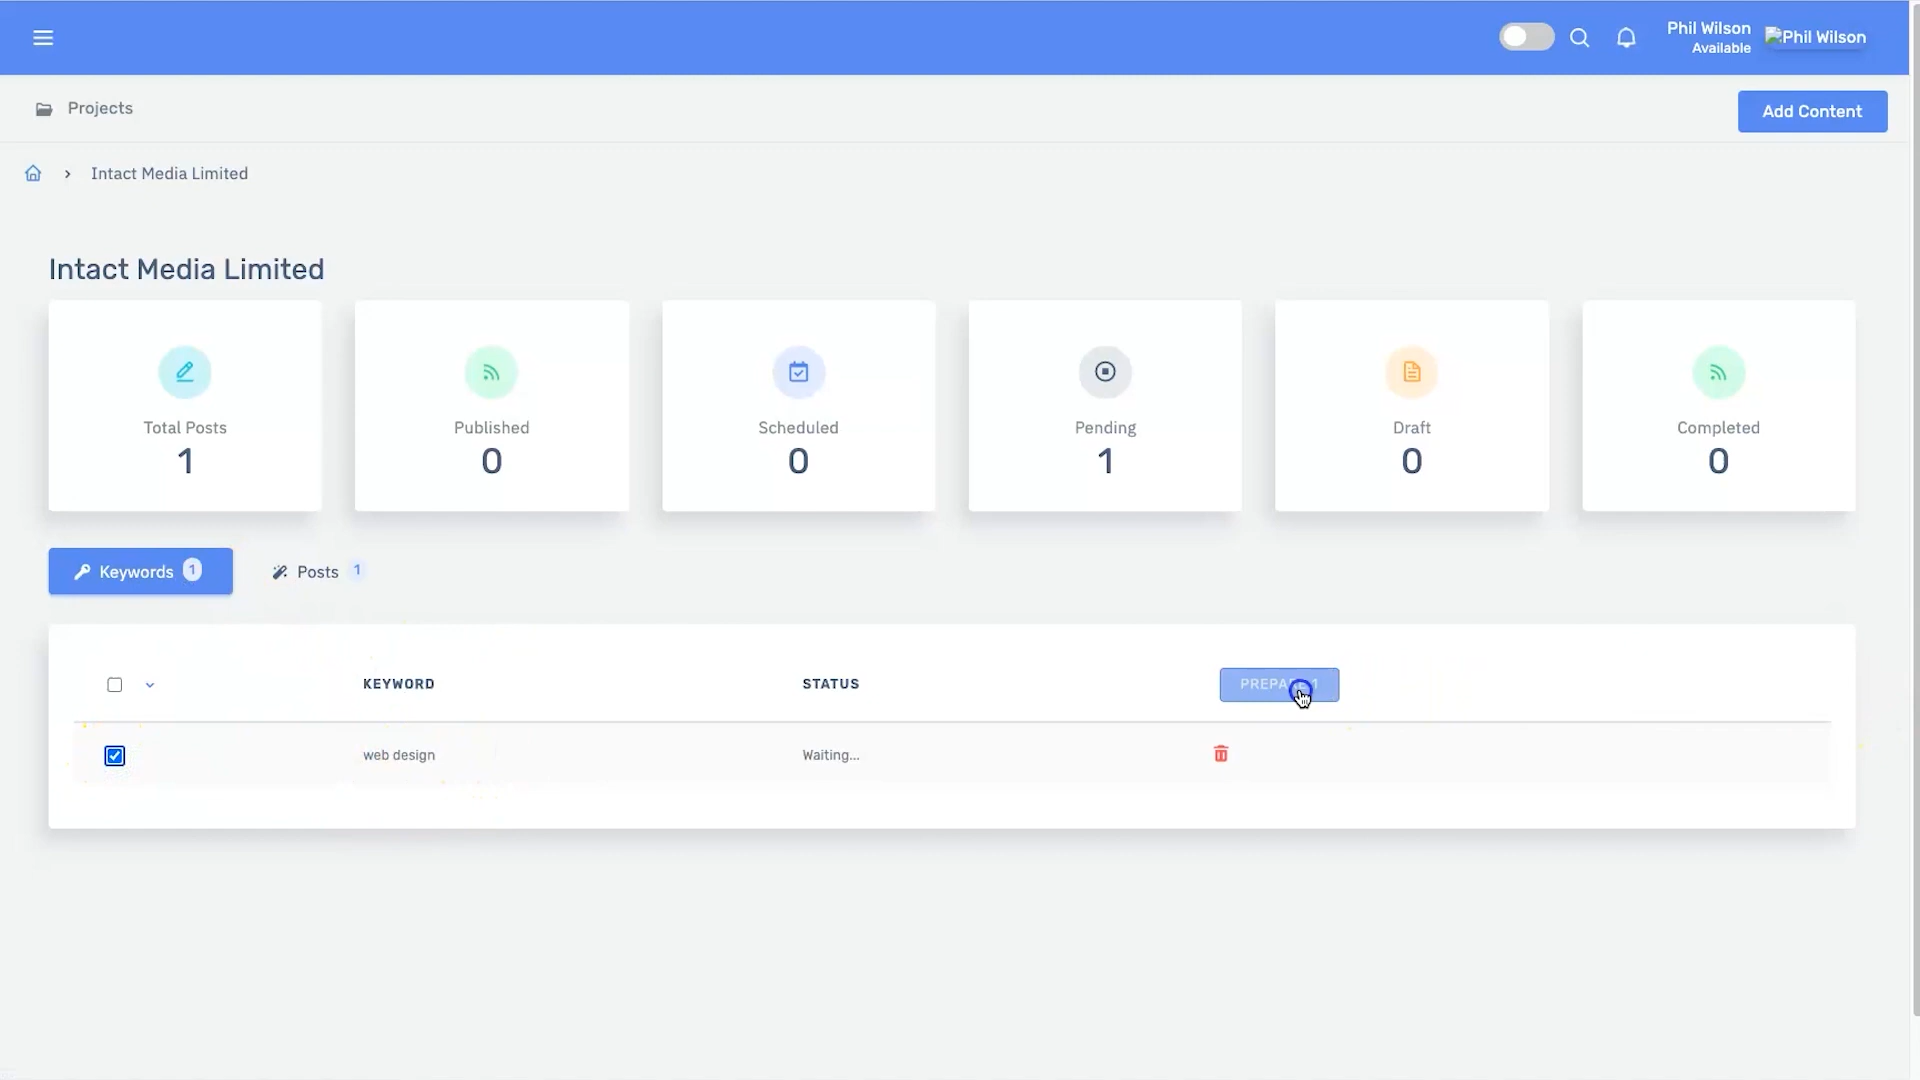 Phil Wilson
Available
Phil Wilson
Projects
Add Content
Intact Media Limited
Intact Media Limited
Total Posts
1
Published
0
Scheduled
0
Pending
1
Draft
0
Completed
0
Keywords 1
Posts 1
KEYWORD STATUS
web design Waiting...